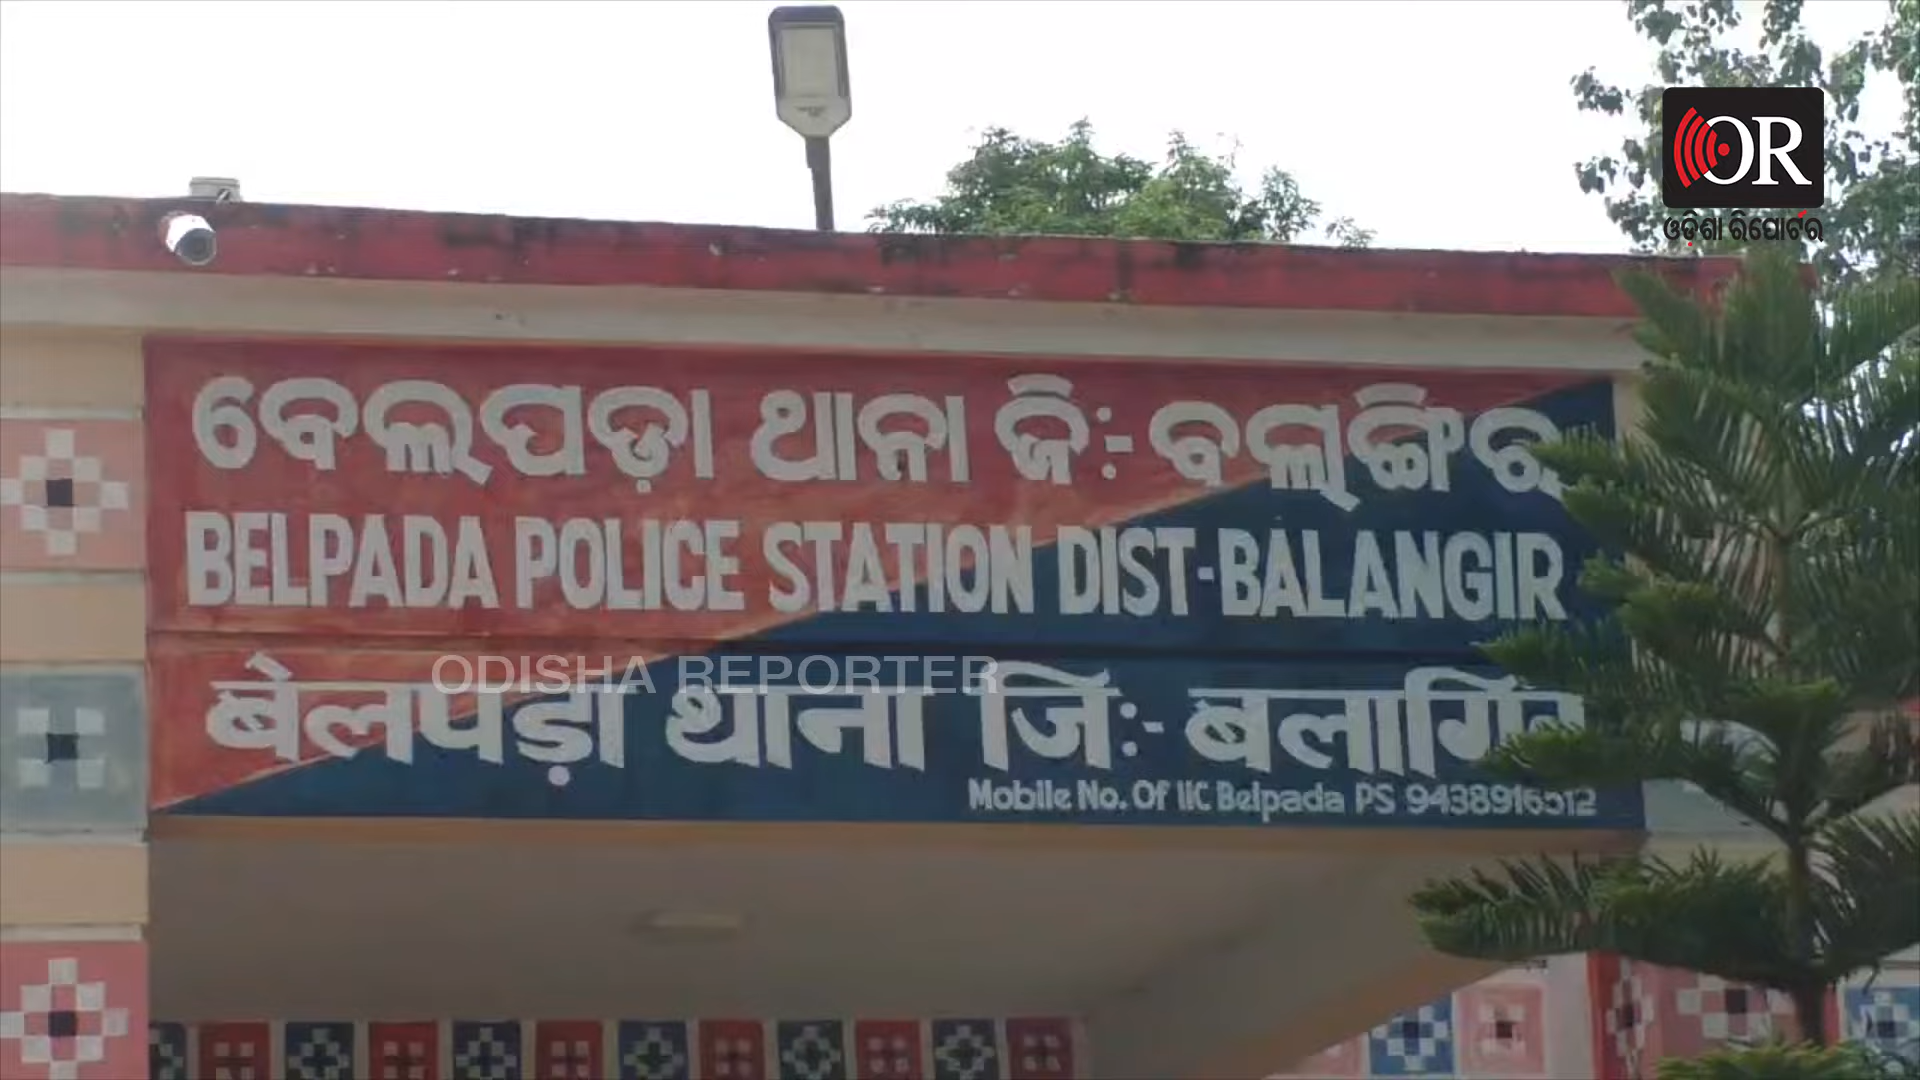 OR
ଓଡ଼ିଶା ରିପୋର୍ଟର
ବେଲପଡ଼ା ଥାନା ଜି:- ବଲାଙ୍ଗିର
BELPADA POLICE STATION DIST-BALANGIR
ODISHA REPORTER
बेलपड़ा थाना जिः- बलागिर
Mobile No. Of IIC Belpada PS 9438916512